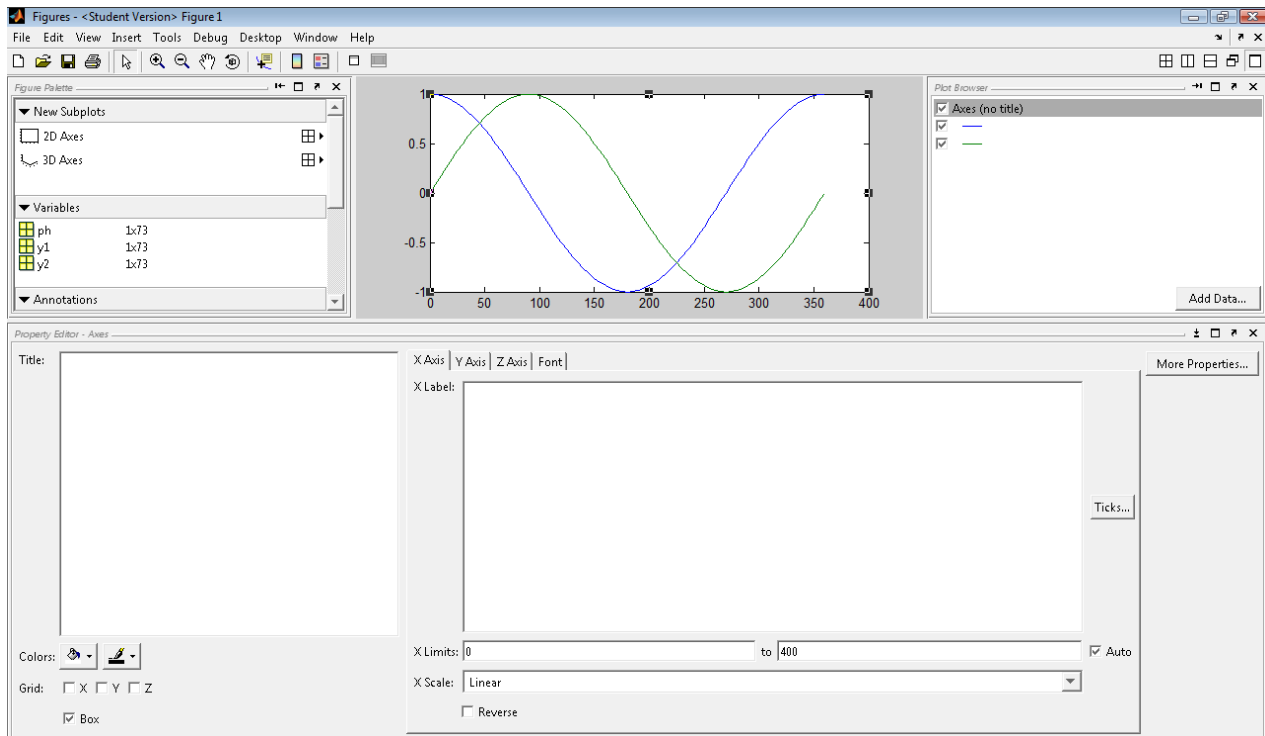 Figures - <Student Version> Figure 1
File Edit View Insert Tools Debug Desktop Window Help
Figure Palette
New Subplots
2D Axes
3D Axes
Variables
ph 1x73
y1 1x73
y2 1x73
Annotations
1
0.5
0
-0.5
-1
0 50 100 150 200 250 300 350 400
Plot Browser
Axes (no title)
Add Data...
Property Editor - Axes
Title:
Colors:
Grid: X Y Z
Box
X Axis Y Axis Z Axis Font
X Label:
Ticks...
X Limits: 0 to 400 Auto
X Scale: Linear
Reverse
More Properties...